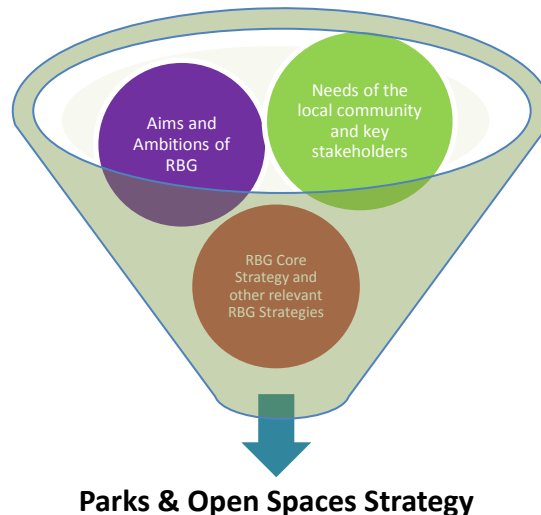 Aims and
Ambitions of
RBG
Needs of the
local community
and key
stakeholders
RBG Core
Strategy and
other relevant
RBG Strategies
Parks & Open Spaces Strategy